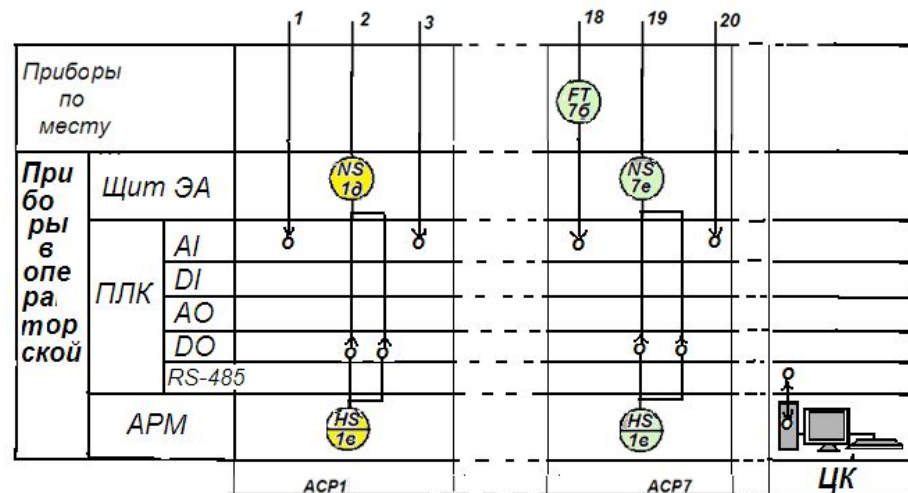 1 2 3 18 19 20
Приборы
по
месту
FT
7б
При
бо
ры
в
опе
ра
тор
ской
Щит ЭА
NS
1д
NS
7е
ПЛК
AI
DI
AO
DO
RS-485
АРМ
HS
1е
HS
1е
ЦК
АСР1
АСР7